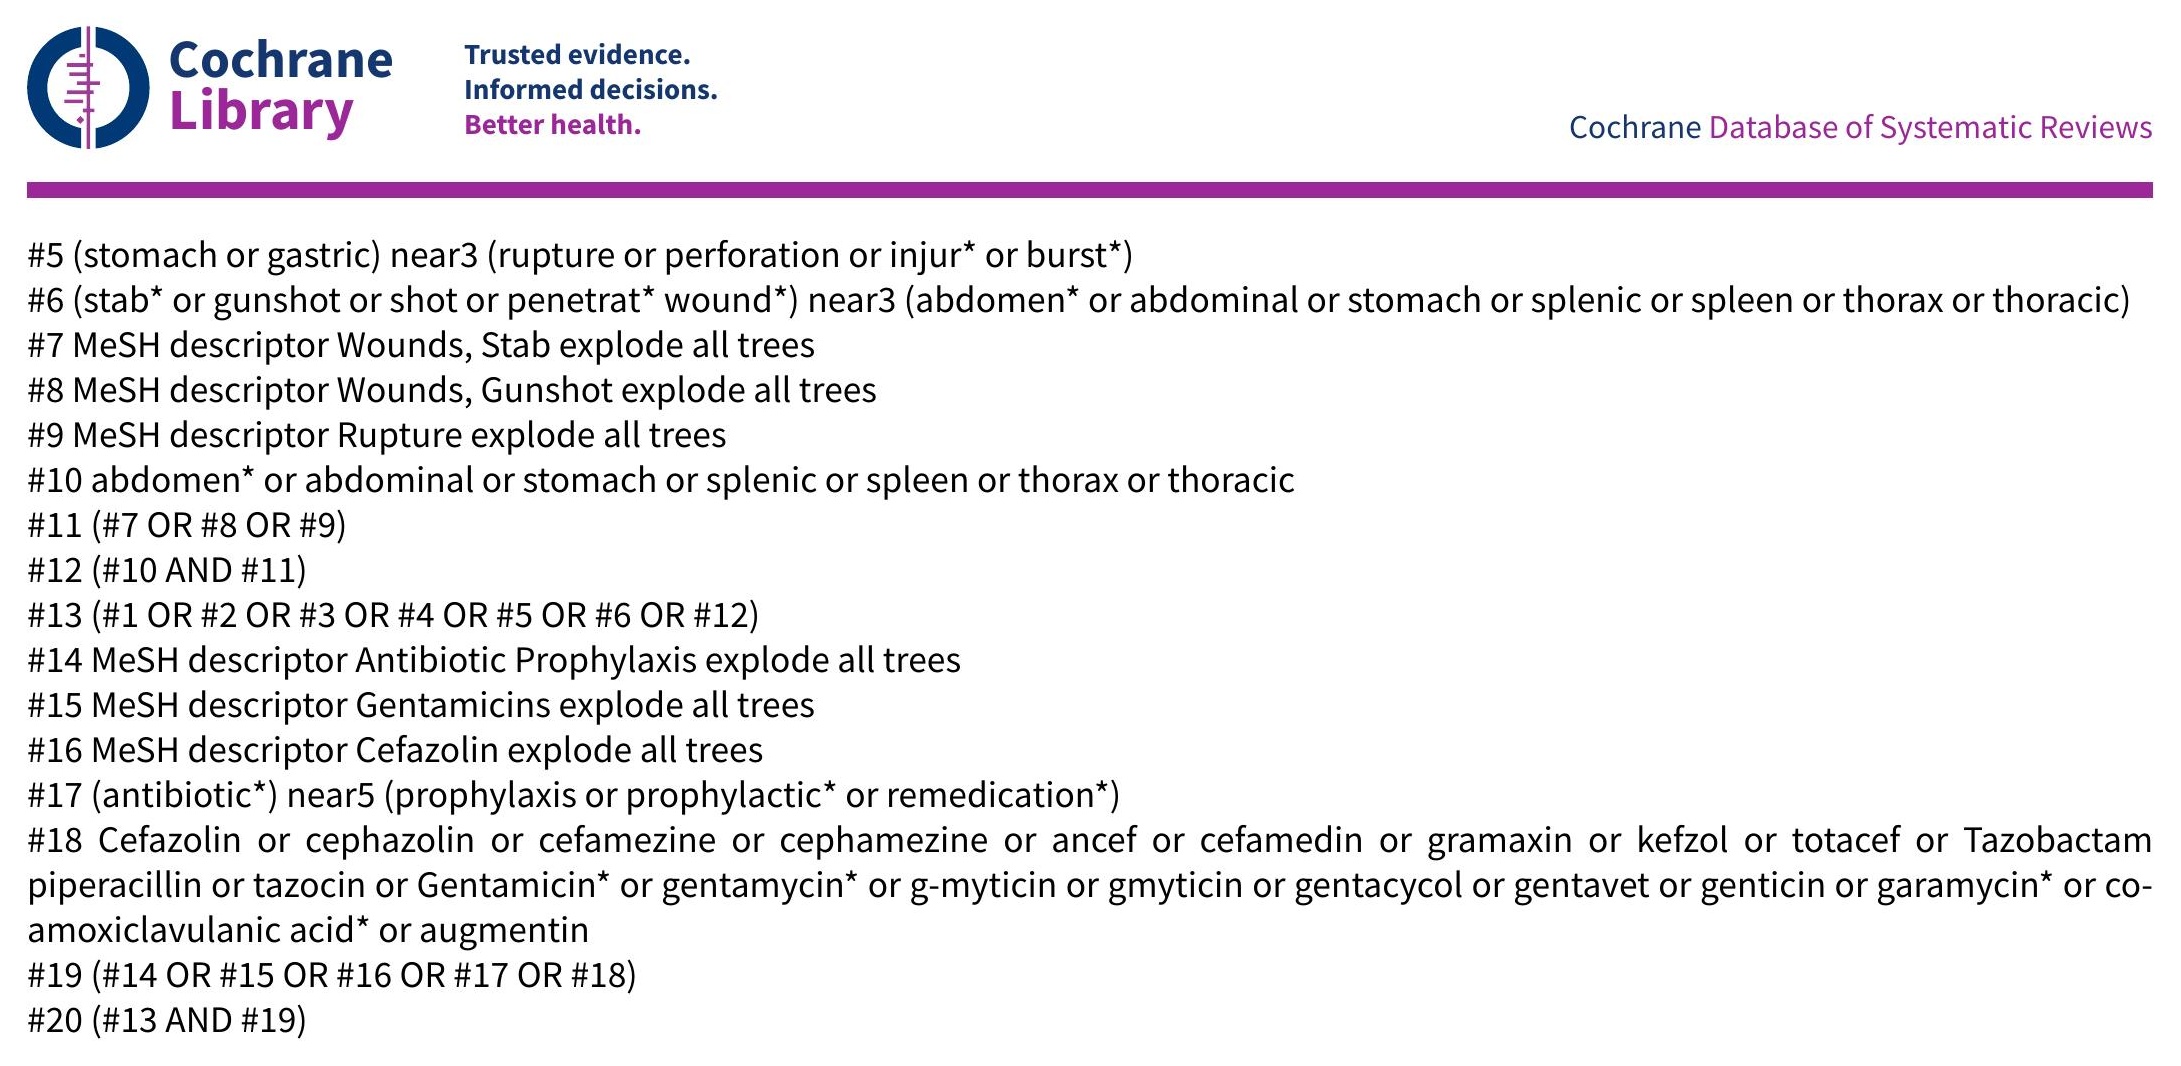 Cochrane
Library
Trusted evidence.
Informed decisions.
Better health.
Cochrane Database of Systematic Reviews
#5 (stomach or gastric) near3 (rupture or perforation or injur* or burst*)
#6 (stab* or gunshot or shot or penetrat* wound*) near3 (abdomen* or abdominal or stomach or splenic or spleen or thorax or thoracic)
#7 MeSH descriptor Wounds, Stab explode all trees
#8 MeSH descriptor Wounds, Gunshot explode all trees
#9 MeSH descriptor Rupture explode all trees
#10 abdomen* or abdominal or stomach or splenic or spleen or thorax or thoracic
#11 (#7 OR #8 OR #9)
#12 (#10 AND #11)
#13 (#1 OR #2 OR #3 OR #4 OR #5 OR #6 OR #12)
#14 MeSH descriptor Antibiotic Prophylaxis explode all trees
#15 MeSH descriptor Gentamicins explode all trees
#16 MeSH descriptor Cefazolin explode all trees
#17 (antibiotic*) near5 (prophylaxis or prophylactic* or remedication*)
#18 Cefazolin or cephazolin or cefamezine or cephamezine or ancef or cefamedin or gramaxin or kefzol or totacef or Tazobactam
piperacillin or tazocin or Gentamicin* or gentamycin* or g-myticin or gmyticin or gentacycol or gentavet or genticin or garamycin* or co-
amoxiclavulanic acid* or augmentin
#19 (#14 OR #15 OR #16 OR #17 OR #18)
#20 (#13 AND #19)